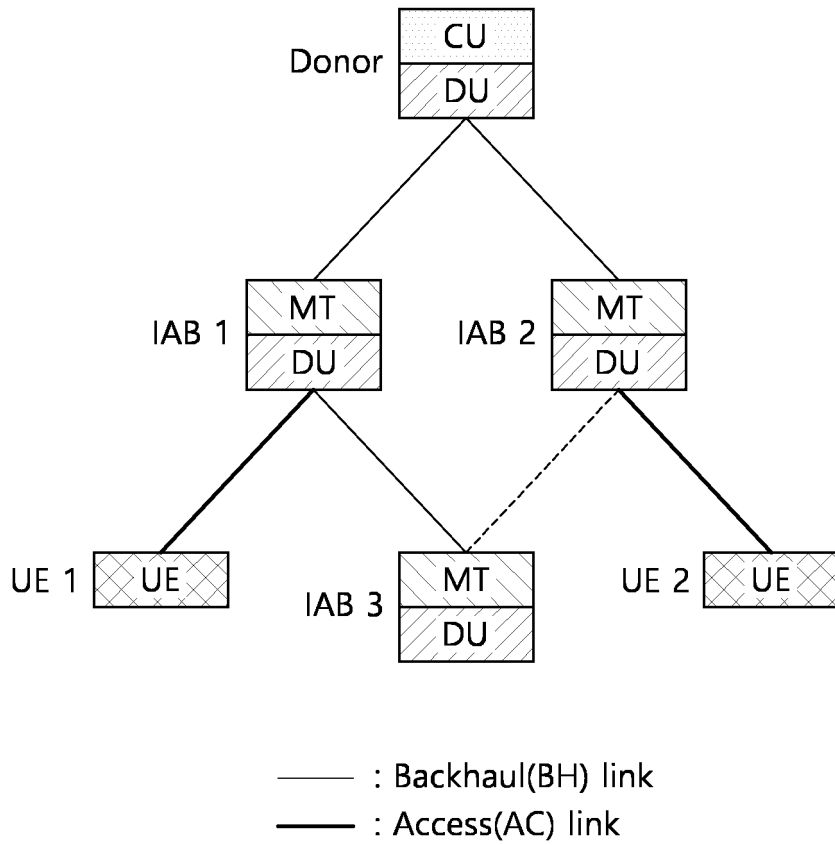 CU
Donor
DU
MT
MT
IAB 1
IAB 2
DU
DU
UE 1
UE
MT
UE 2
UE
IAB 3
DU
: Backhaul(BH) link
: Access(AC) link